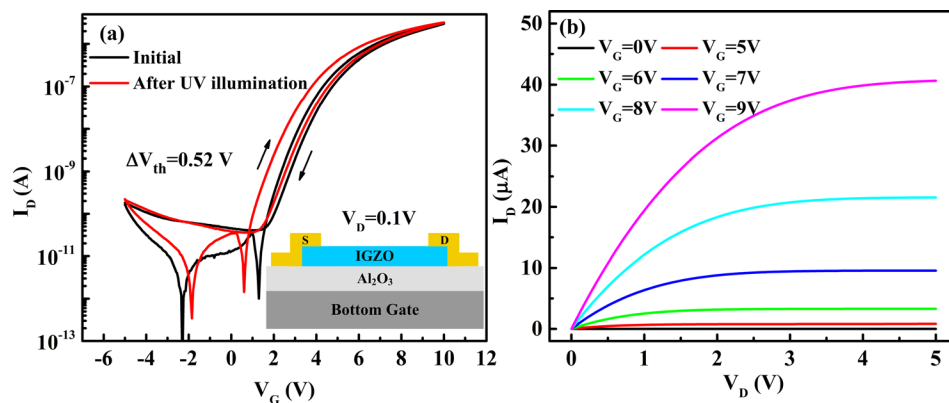 (a)
Initial
After UV illumination
ΔV_th=0.52 V
V_D=0.1V
S
D
IGZO
Al₂O₃
Bottom Gate
I_D (A)
10⁻⁷
10⁻⁹
10⁻¹¹
10⁻¹³
-6 -4 -2 0 2 4 6 8 10 12
V_G (V)
(b)
V_G=0V V_G=5V
V_G=6V V_G=7V
V_G=8V V_G=9V
I_D (μA)
50
40
30
20
10
0
0 1 2 3 4 5
V_D (V)